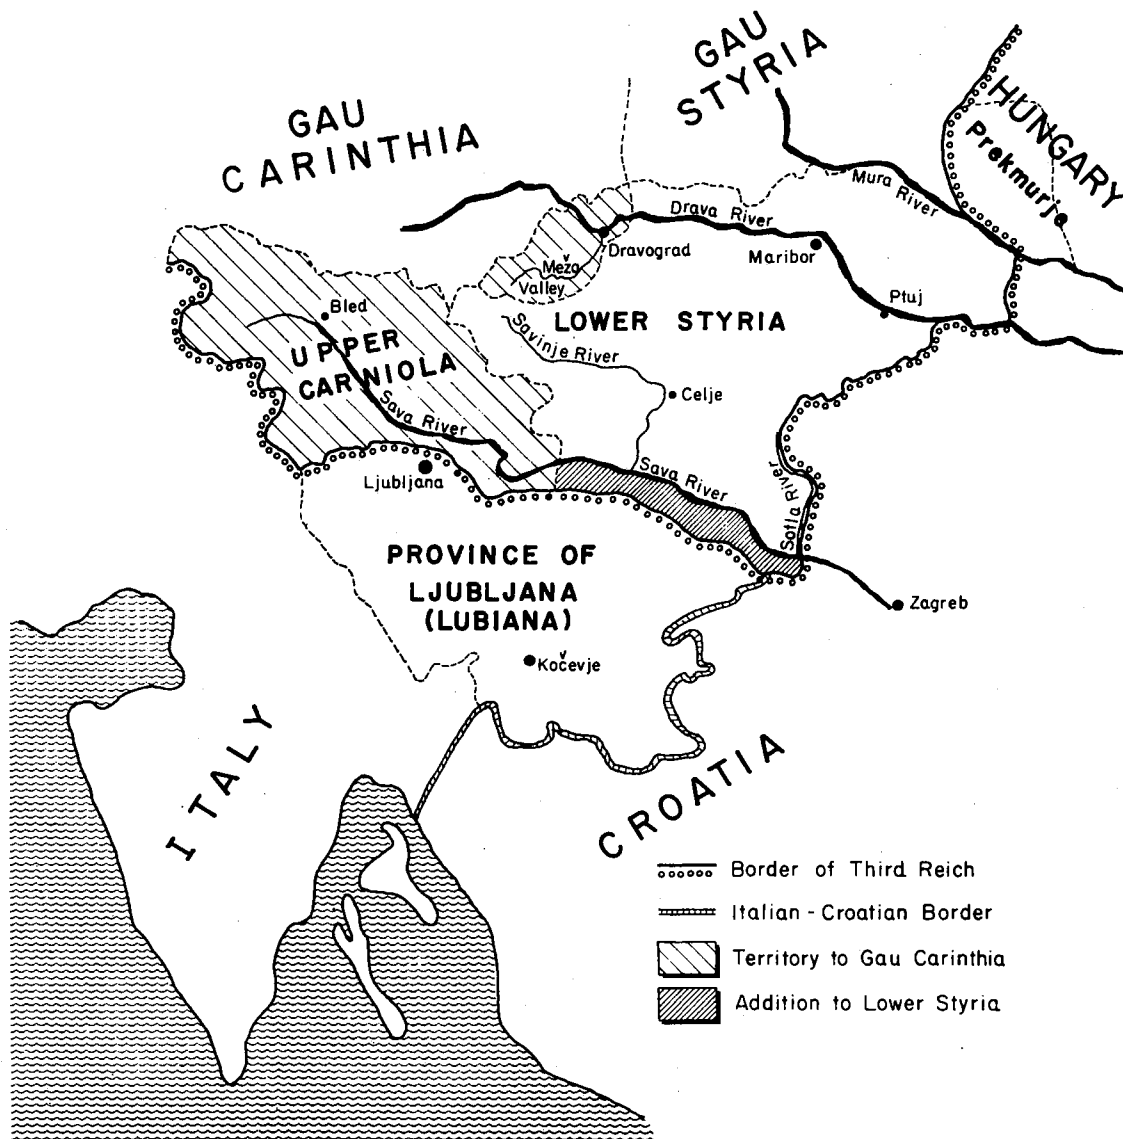 GAU
STYRIA
GAU
CARINTHIA
HUNGARY
Prekmurje
Mura River
Drava River
Dravograd
Maribor
Meža
Valley
Ptuj
Bled
LOWER STYRIA
Savinje River
UPPER
CARNIOLA
Celje
Sava River
Sava River
Sotla River
Ljubljana
PROVINCE OF
LJUBLJANA
(LUBIANA)
Zagreb
Kočevje
ITALY
CROATIA
Border of Third Reich
Italian - Croatian Border
Territory to Gau Carinthia
Addition to Lower Styria